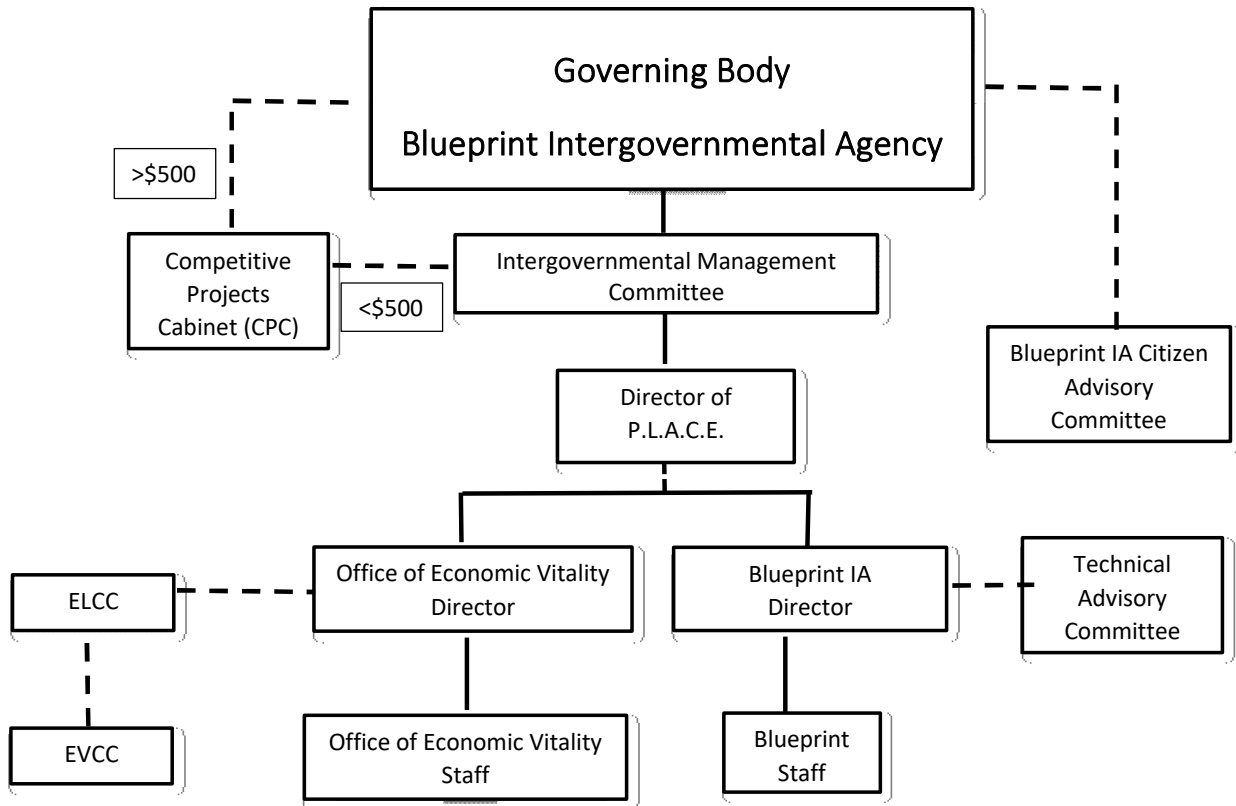 Governing Body
Blueprint Intergovernmental Agency
>$500
Competitive
Projects
Cabinet (CPC)
<$500
Intergovernmental Management
Committee
Blueprint IA Citizen
Advisory
Committee
Director of
P.L.A.C.E.
ELCC
Office of Economic Vitality
Director
Blueprint IA
Director
Technical
Advisory
Committee
EVCC
Office of Economic Vitality
Staff
Blueprint
Staff